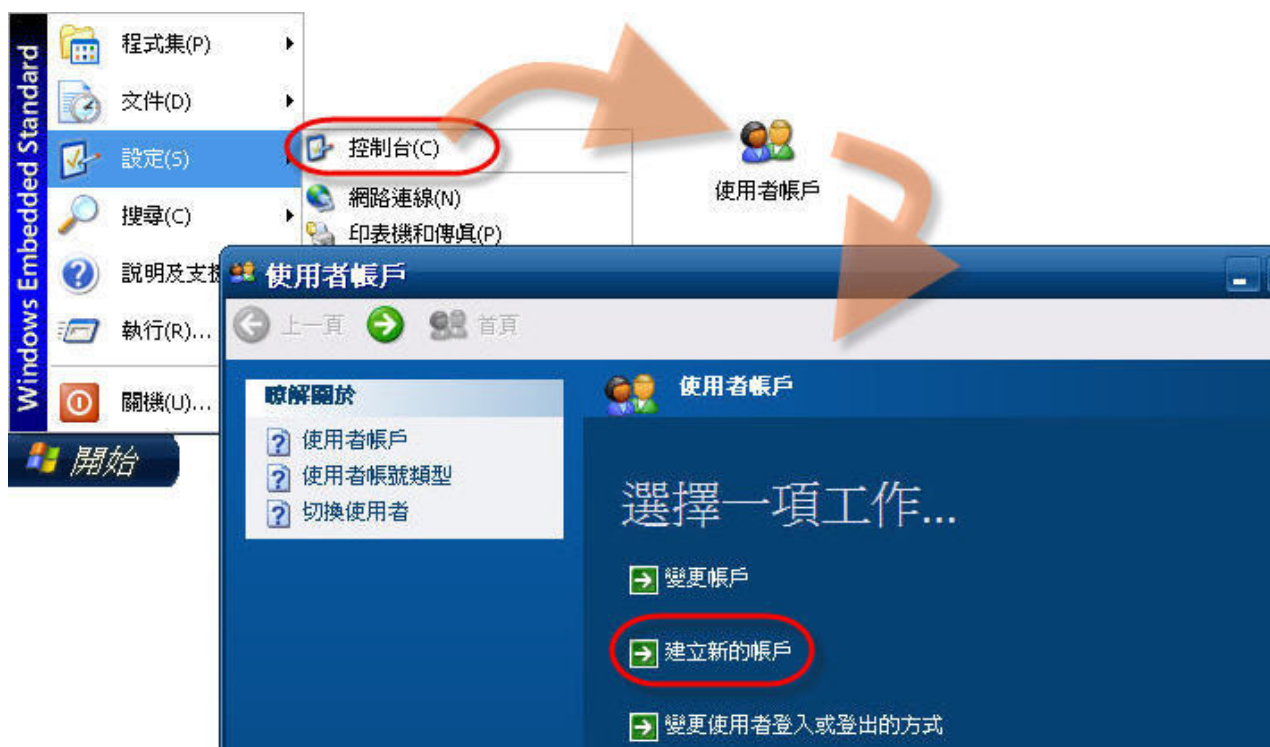 Windows Embedded Standard
程式集(P)
文件(D)
設定(S)
搜尋(C)
說明及支援
執行(R)...
關機(U)...
開始
控制台(C)
網路連線(N)
印表機和傳真(P)
使用者帳戶
使用者帳戶
上一頁
首頁
瞭解關於
使用者帳戶
使用者帳號類型
切換使用者
使用者帳戶
選擇一項工作...
變更帳戶
建立新的帳戶
變更使用者登入或登出的方式